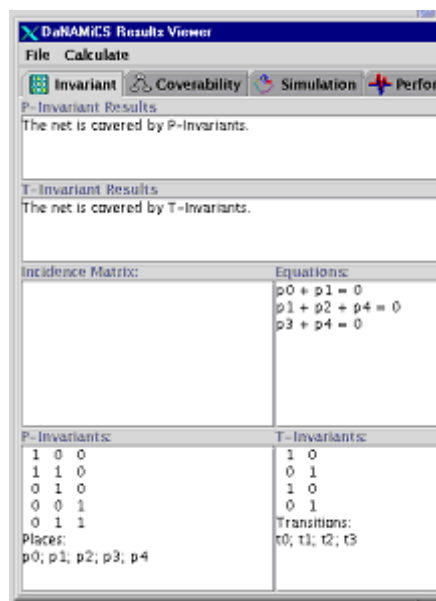 DaNAMiCS Results Viewer
File Calculate
Invariant Coverability Simulation Perfor
P-Invariant Results
The net is covered by P-Invariants.
T-Invariant Results
The net is covered by T-Invariants.
Incidence Matrix:
Equations:
p0 + p1 = 0
p1 + p2 + p4 = 0
p3 + p4 = 0
P-Invariants:
1 0 0
1 1 0
0 1 0
0 0 1
0 1 1
Places:
p0; p1; p2; p3; p4
T-Invariants:
1 0
0 1
1 0
0 1
Transitions:
t0; t1; t2; t3